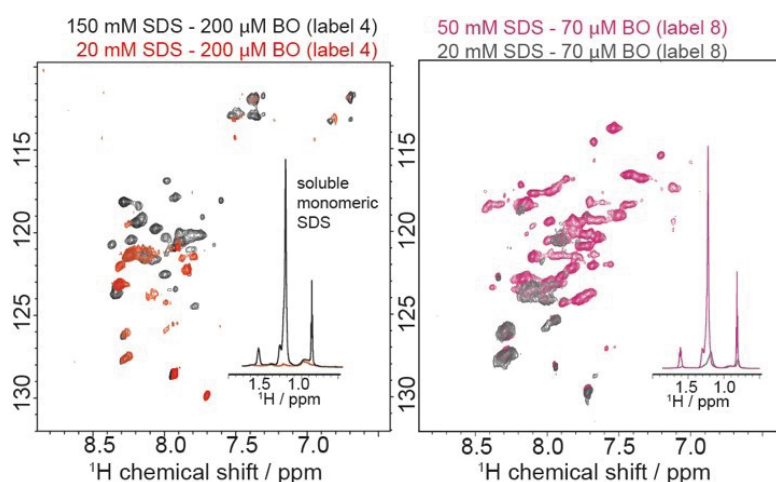 150 mM SDS - 200 µM BO (label 4)
20 mM SDS - 200 µM BO (label 4)
50 mM SDS - 70 µM BO (label 8)
20 mM SDS - 70 µM BO (label 8)
115
120
125
130
soluble
monomeric
SDS
1.5 1.0
¹H / ppm
8.5 8.0 7.5 7.0
¹H chemical shift / ppm
115
120
125
130
1.5 1.0
¹H / ppm
8.5 8.0 7.5 7.0
¹H chemical shift / ppm